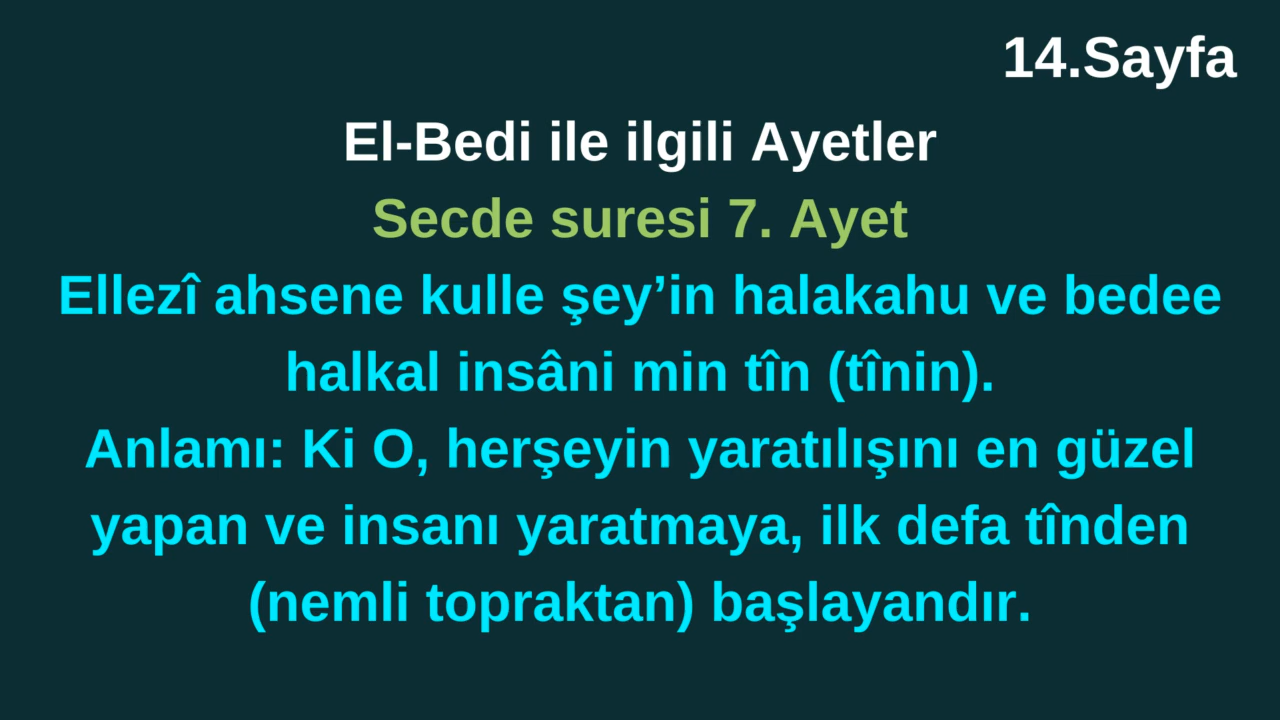 14.Sayfa
El-Bedi ile ilgili Ayetler
Secde suresi 7. Ayet
Ellezî ahsene kulle şey’in halakahu ve bedee
halkal insâni min tîn (tînin).
Anlamı: Ki O, herşeyin yaratılışını en güzel
yapan ve insanı yaratmaya, ilk defa tînden
(nemli topraktan) başlayandır.